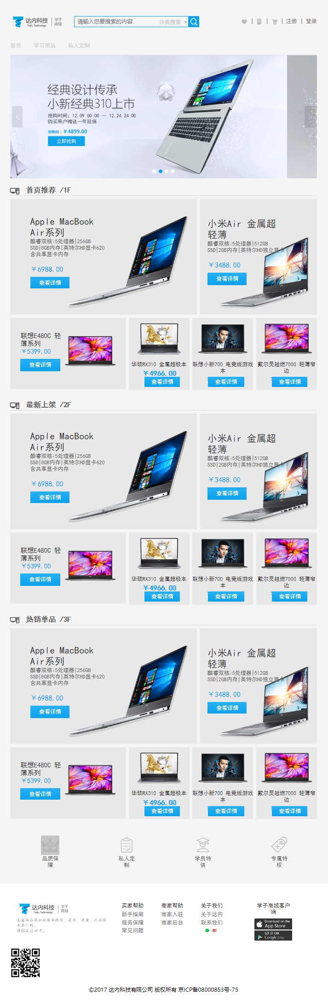 达内科技
Tedu Technology
学子
商城
请输入您要搜索的内容
分类搜索
| | | 注册 | 登录
首页 学习用品 私人定制
经典设计传承
小新经典310上市
抢购时间: 12.09 00:00 — 12.24 24:00
购买用户赠送一年延保
抢购价: ¥4899.00
立即抢购
首页推荐 /1F
Apple MacBook
Air系列
酷睿双核i5处理器|256GB
SSD|8GB内存|英特尔HD显卡620
含共享显卡内存
¥6988.00
查看详情
小米Air 金属超
轻薄
酷睿双核i5处理器|512GB
SSD|2GB内存|英特尔HD独立显卡
¥3488.00
查看详情
联想E480C 轻
薄系列
¥5399.00
查看详情
华硕RX310 金属超极本
¥4966.00
查看详情
联想小新700 电竞版游戏
本
查看详情
戴尔灵越燃7000 轻薄窄
边
查看详情
最新上架 /2F
Apple MacBook
Air系列
酷睿双核i5处理器|256GB
SSD|8GB内存|英特尔HD显卡620
含共享显卡内存
¥6988.00
查看详情
小米Air 金属超
轻薄
酷睿双核i5处理器|512GB
SSD|2GB内存|英特尔HD独立显卡
¥3488.00
查看详情
联想E480C 轻
薄系列
¥5399.00
查看详情
华硕RX310 金属超极本
¥4966.00
查看详情
联想小新700 电竞版游戏
本
查看详情
戴尔灵越燃7000 轻薄窄
边
查看详情
热销单品 /3F
Apple MacBook
Air系列
酷睿双核i5处理器|256GB
SSD|8GB内存|英特尔HD显卡620
含共享显卡内存
¥6988.00
查看详情
小米Air 金属超
轻薄
酷睿双核i5处理器|512GB
SSD|2GB内存|英特尔HD独立显卡
¥3488.00
查看详情
联想E480C 轻
薄系列
¥5399.00
查看详情
华硕RX310 金属超极本
¥4966.00
查看详情
联想小新700 电竞版游戏
本
查看详情
戴尔灵越燃7000 轻薄窄
边
查看详情
品质保
障
私人定
制
学员特
供
专属特
权
达内科技
Tedu Technology
学子
商城
高端的品味和环保的特质、优质、便捷、只为你
专属订制。
伴你走过时光。
买家帮助
新手指南
服务保障
常见问题
商家帮助
商家入驻
商家后台
关于我们
关于达内
联系我们
学子商城客户
端
Download on the
App Store
GET IT ON
Google play
©2017 达内科技有限公司 版权所有 京ICP备08000853号-75